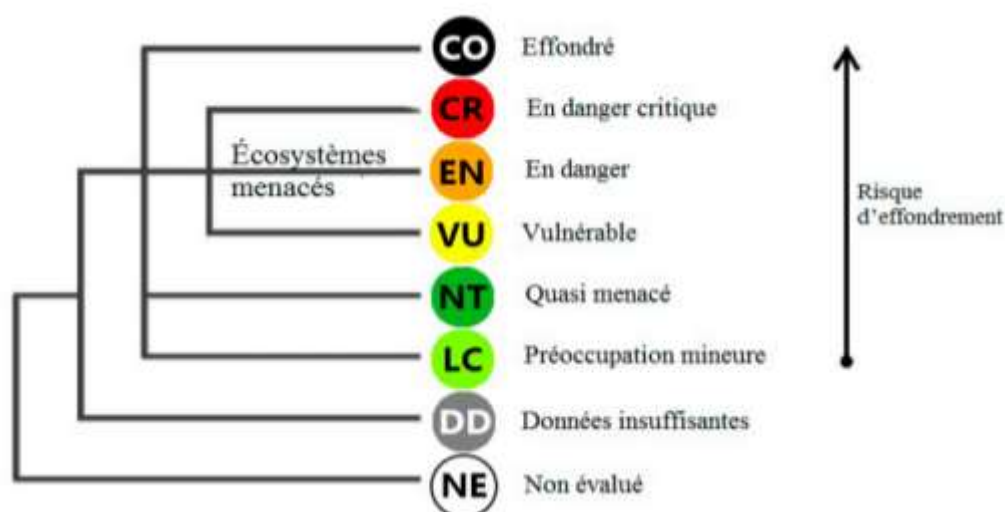 CO Effondré
CR En danger critique
Écosystèmes
menacés
EN En danger
VU Vulnérable
Risque
d'effondrement
NT Quasi menacé
LC Préoccupation mineure
DD Données insuffisantes
NE Non évalué